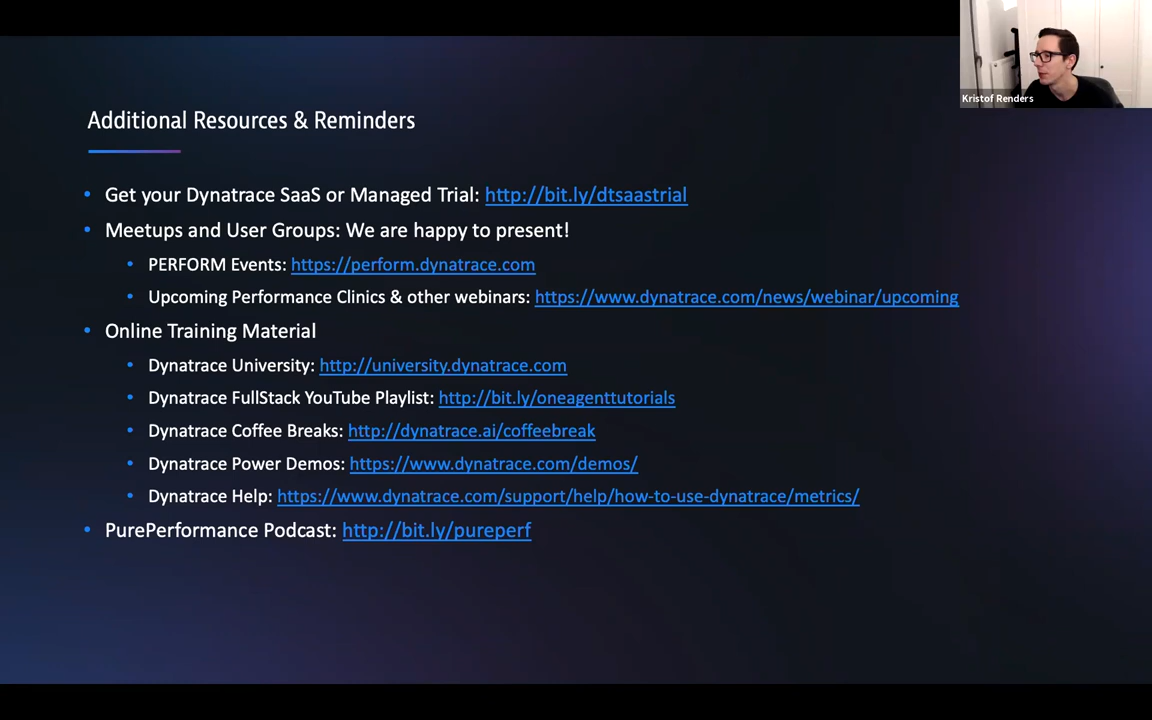 Kristof Renders
Additional Resources & Reminders
• Get your Dynatrace SaaS or Managed Trial: http://bit.ly/dtsaastrial
• Meetups and User Groups: We are happy to present!
• PERFORM Events: https://perform.dynatrace.com
• Upcoming Performance Clinics & other webinars: https://www.dynatrace.com/news/webinar/upcoming
• Online Training Material
• Dynatrace University: http://university.dynatrace.com
• Dynatrace FullStack YouTube Playlist: http://bit.ly/oneagenttutorials
• Dynatrace Coffee Breaks: http://dynatrace.ai/coffeebreak
• Dynatrace Power Demos: https://www.dynatrace.com/demos/
• Dynatrace Help: https://www.dynatrace.com/support/help/how-to-use-dynatrace/metrics/
• PurePerformance Podcast: http://bit.ly/pureperf